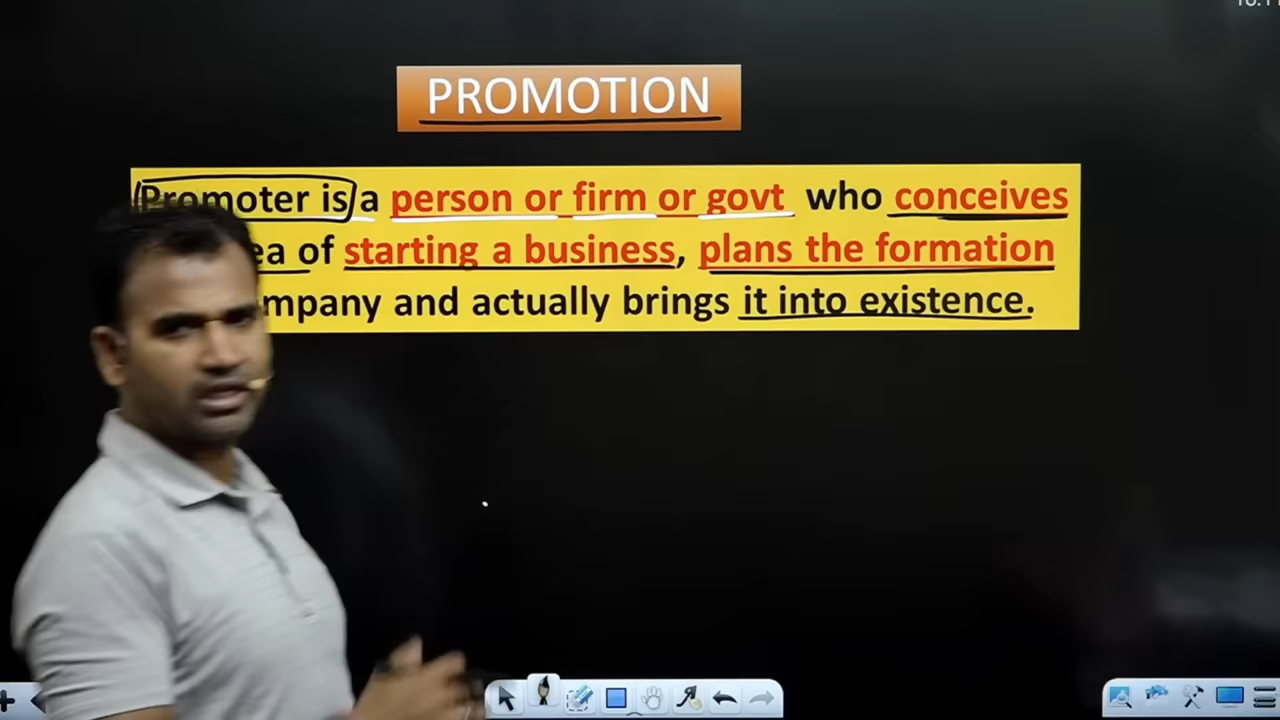 PROMOTION
Promoter is a person or firm or govt who conceives
of starting a business, plans the formation
and actually brings it into existence.